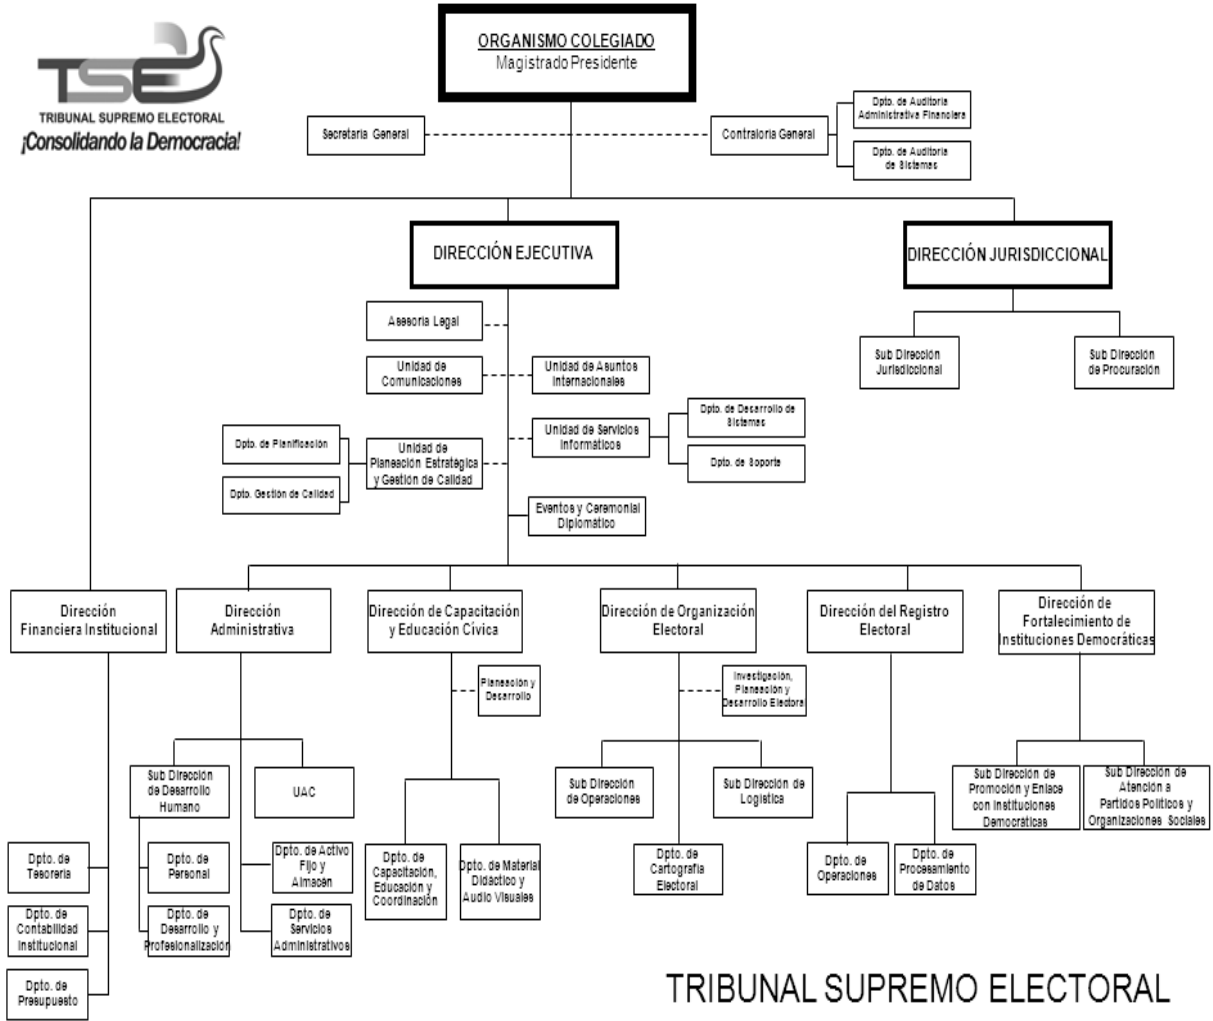 ORGANISMO COLEGIADO
Magistrado Presidente
TSE
TRIBUNAL SUPREMO ELECTORAL
¡Consolidando la Democracia!
Secretaría General
Contraloría General
Dpto. de Auditoría
Administrativa Financiera
Dpto. de Auditoría
de Sistemas
DIRECCIÓN EJECUTIVA
DIRECCIÓN JURISDICCIONAL
Asesoría Legal
Unidad de
Comunicaciones
Unidad de Asuntos
Internacionales
Sub Dirección
Jurisdiccional
Sub Dirección
de Procuración
Dpto. de Planificación
Dpto. Gestión de Calidad
Unidad de
Planeación Estratégica
y Gestión de Calidad
Unidad de Servicios
Informáticos
Dpto. de Desarrollo de
Sistemas
Dpto. de Soporte
Eventos y Ceremonial
Diplomático
Dirección
Financiera Institucional
Dirección
Administrativa
Dirección de Capacitación
y Educación Cívica
Dirección de Organización
Electoral
Dirección del Registro
Electoral
Dirección de
Fortalecimiento de
Instituciones Democráticas
Planeación y
Desarrollo
Investigación,
Planeación y
Desarrollo Electoral
Sub Dirección
de Desarrollo
Humano
UAC
Sub Dirección
de Operaciones
Sub Dirección de
Logística
Sub Dirección de
Promoción y Enlace
con Instituciones
Democráticas
Sub Dirección de
Atención a
Partidos Políticos y
Organizaciones Sociales
Dpto. de
Tesorería
Dpto. de
Personal
Dpto. de Activo
Fijo y
Almacén
Dpto. de
Capacitación,
Educación y
Coordinación
Dpto. de Material
Didáctico y
Audio Visuales
Dpto. de
Cartografía
Electoral
Dpto. de
Operaciones
Dpto. de
Procesamiento
de Datos
Dpto. de
Contabilidad
Institucional
Dpto. de
Desarrollo y
Profesionalización
Dpto. de
Servicios
Administrativos
Dpto. de
Presupuesto
TRIBUNAL SUPREMO ELECTORAL